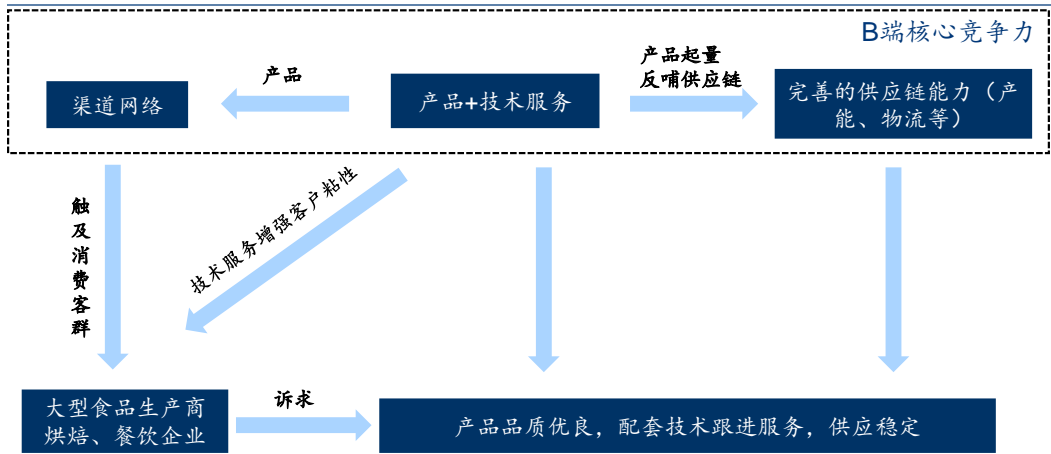 B端核心竞争力
产品
产品起量
反哺供应链
渠道网络
产品+技术服务
完善的供应链能力（产
能、物流等）
触及消费客群
技术服务增强客户粘性
大型食品生产商
烘焙、餐饮企业
诉求
产品品质优良，配套技术跟进服务，供应稳定